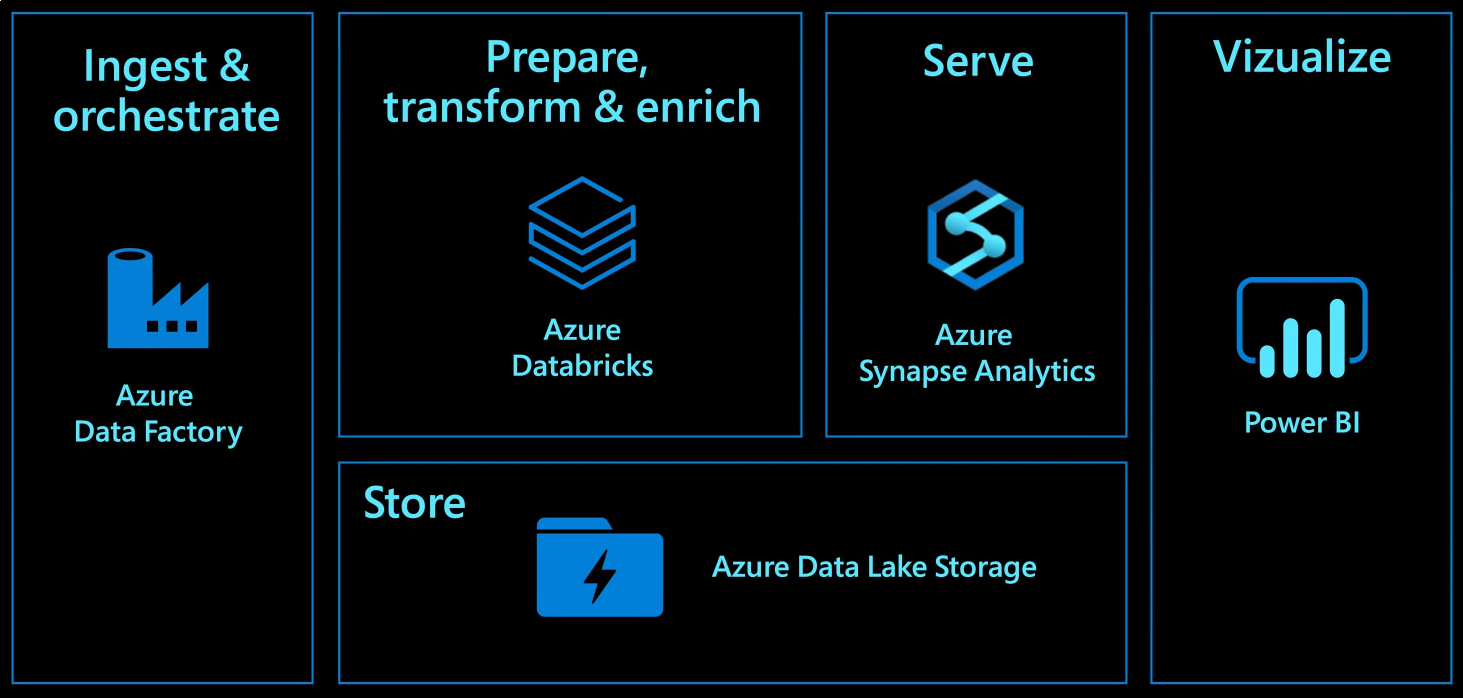 Ingest &
orchestrate
Azure
Data Factory
Prepare,
transform & enrich
Azure
Databricks
Serve
Azure
Synapse Analytics
Store
Azure Data Lake Storage
Vizualize
Power BI